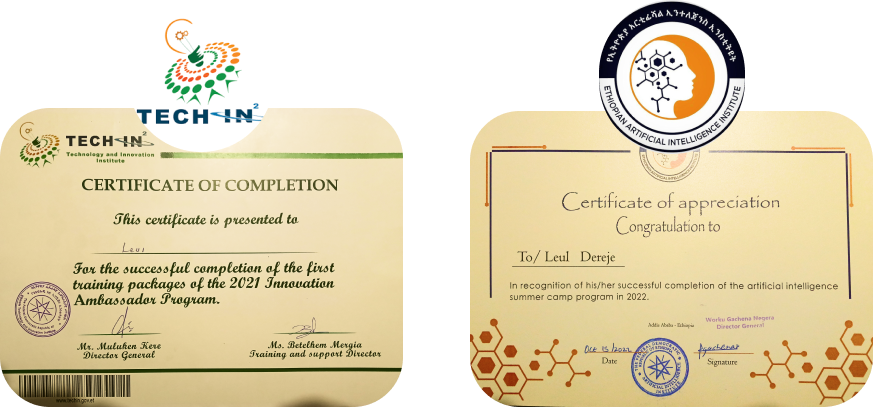 TECH-IN²
TECH-IN²
Technology and Innovation
Institute
CERTIFICATE OF COMPLETION
This certificate is presented to
Leul
For the successful completion of the first
training packages of the 2021 Innovation
Ambassador Program.
Mr. Muluken Kere
Director General
Ms. Betelhem Mergia
Training and support Director
www.techin.gov.et
የኢትዮጵያ አርቲፊሻል ኢንተለጀንስ ኢንስቲትዩት
ETHIOPIAN ARTIFICIAL INTELLIGENCE INSTITUTE
Certificate of appreciation
Congratulation to
To/ Leul Dereje
In recognition of his/her successful completion of the artificial intelligence
summer camp program in 2022.
Addis Ababa - Ethiopia
Worku Gachena Negera
Director General
Oct 15/2022
Date
Signature